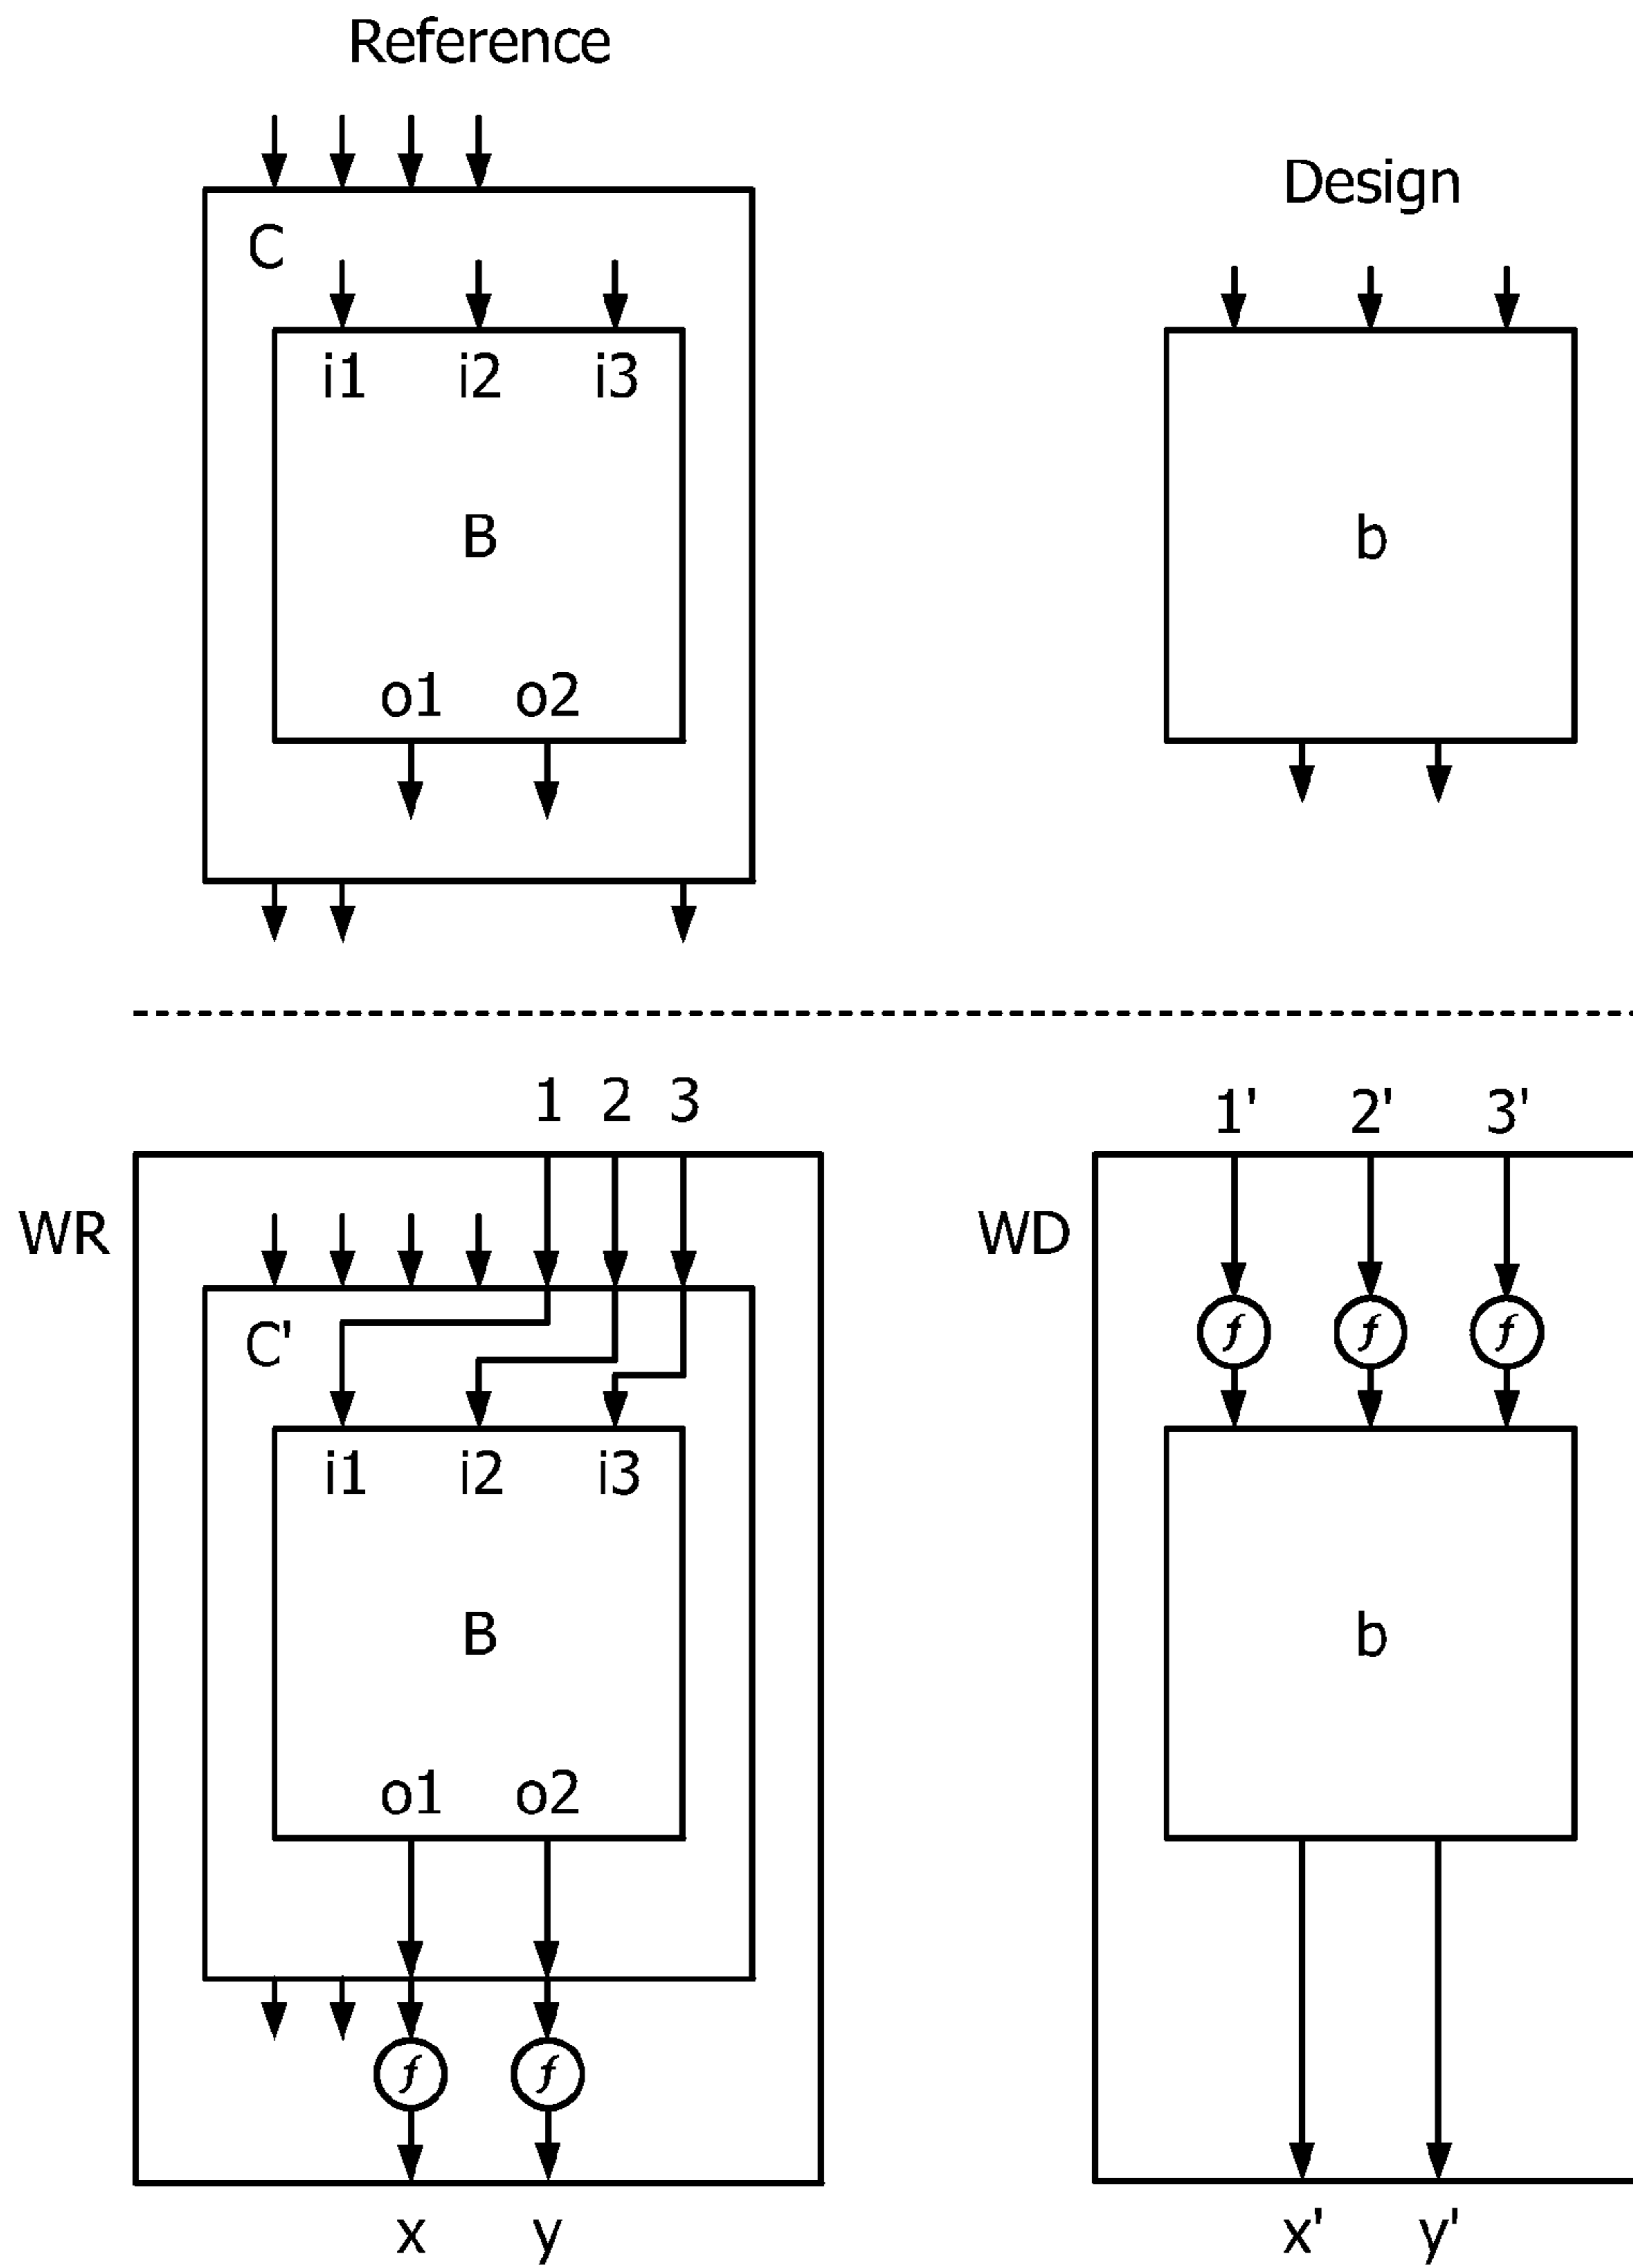 Reference
Design
C
i1 i2 i3
B
b
o1 o2
1 2 3
1' 2' 3'
WR
WD
C'
f f f
i1 i2 i3
B
b
o1 o2
f f
x y
x' y'